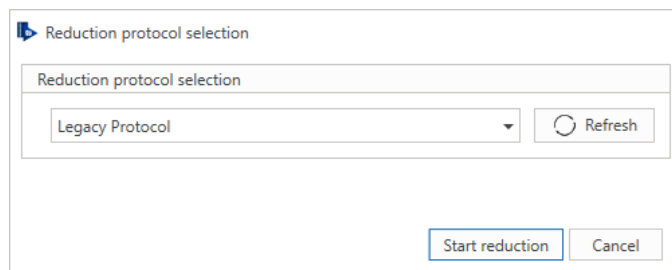 Reduction protocol selection
Reduction protocol selection
Legacy Protocol
Refresh
Start reduction
Cancel